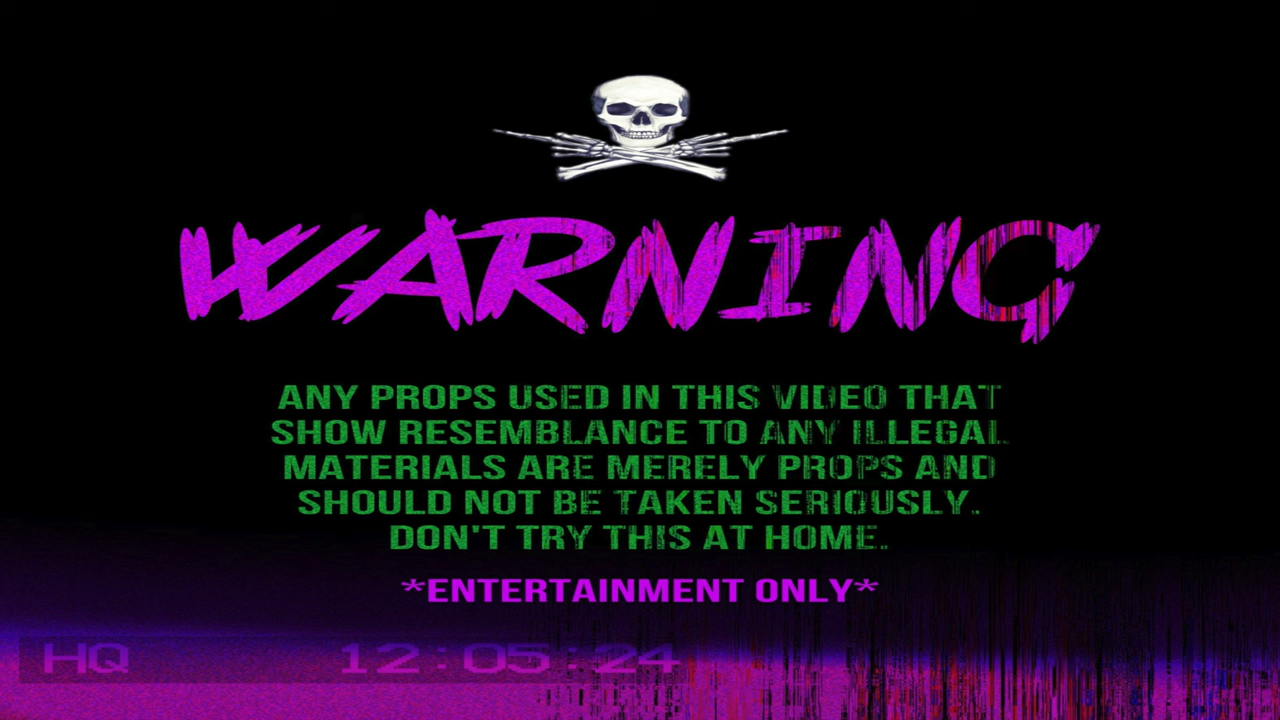 WARNING
ANY PROPS USED IN THIS VIDEO THAT
SHOW RESEMBLANCE TO ANY ILLEGAL
MATERIALS ARE MERELY PROPS AND
SHOULD NOT BE TAKEN SERIOUSLY.
DON'T TRY THIS AT HOME.
*ENTERTAINMENT ONLY*
HQ 12:05:24